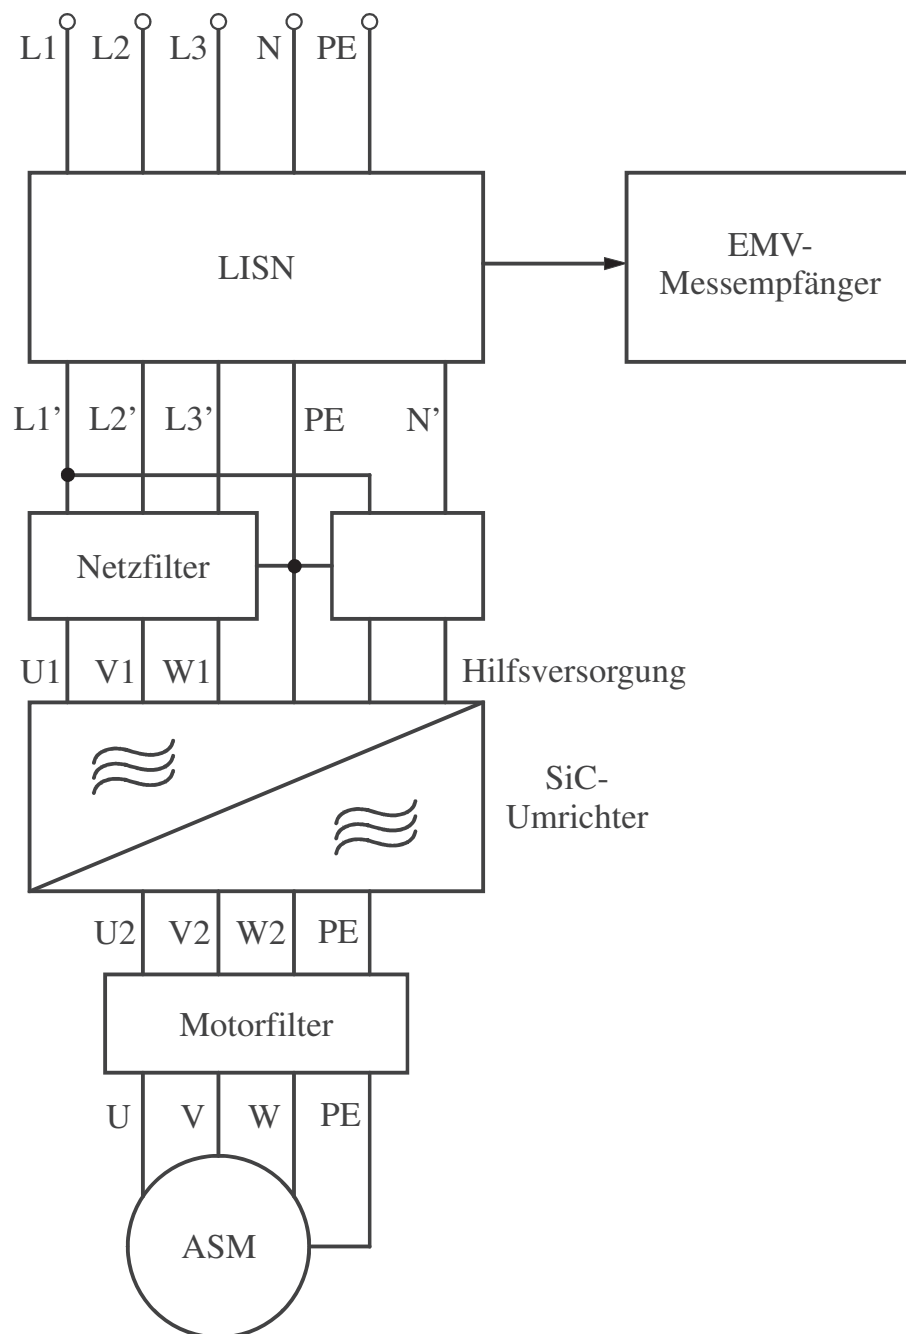 L1 L2 L3 N PE
LISN
EMV-
Messempfänger
L1’ L2’ L3’ PE N’
Netzfilter
U1 V1 W1 Hilfsversorgung
SiC-
Umrichter
U2 V2 W2 PE
Motorfilter
U V W PE
ASM